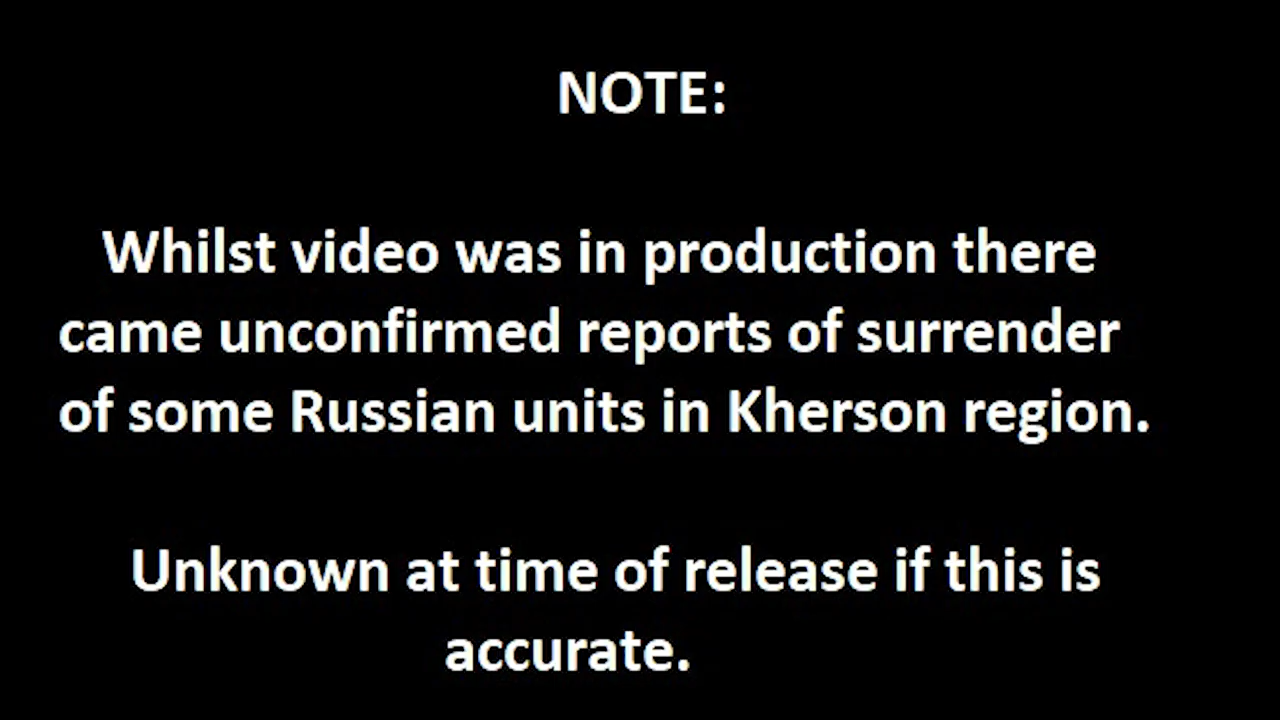 NOTE:
Whilst video was in production there
came unconfirmed reports of surrender
of some Russian units in Kherson region.
Unknown at time of release if this is
accurate.